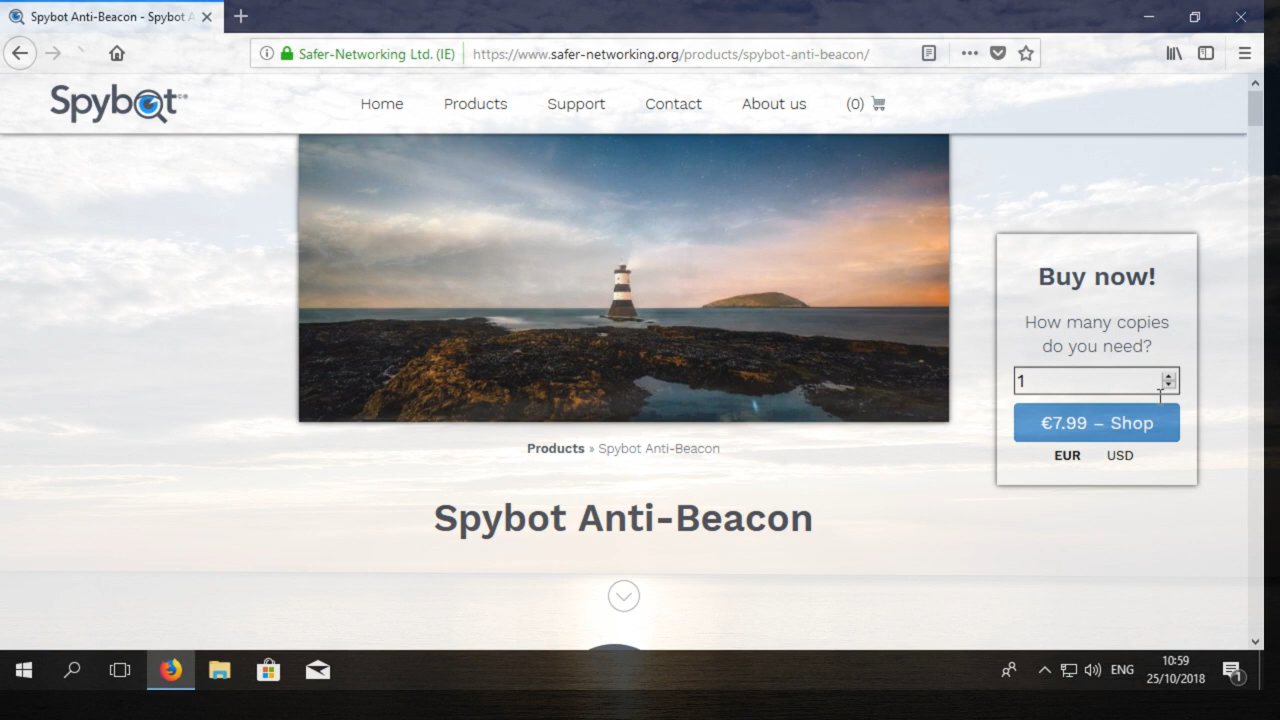 Spybot Anti-Beacon - Spybot A
Safer-Networking Ltd. (IE)
https://www.safer-networking.org/products/spybot-anti-beacon/
Spybot
Home
Products
Support
Contact
About us
(0)
Buy now!
How many copies
do you need?
1
€7.99 – Shop
EUR USD
Products » Spybot Anti-Beacon
Spybot Anti-Beacon
ENG
10:59
25/10/2018
1